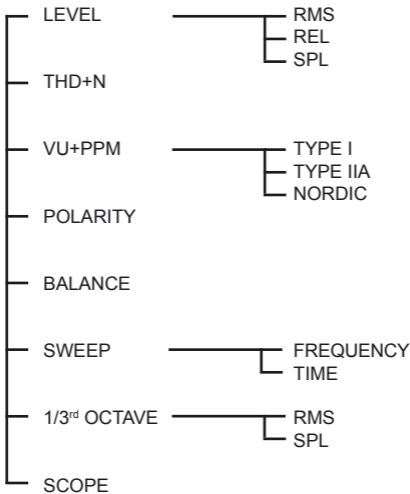 LEVEL RMS
REL
SPL
THD+N
VU+PPM TYPE I
TYPE IIA
NORDIC
POLARITY
BALANCE
SWEEP FREQUENCY
TIME
1/3rd OCTAVE RMS
SPL
SCOPE